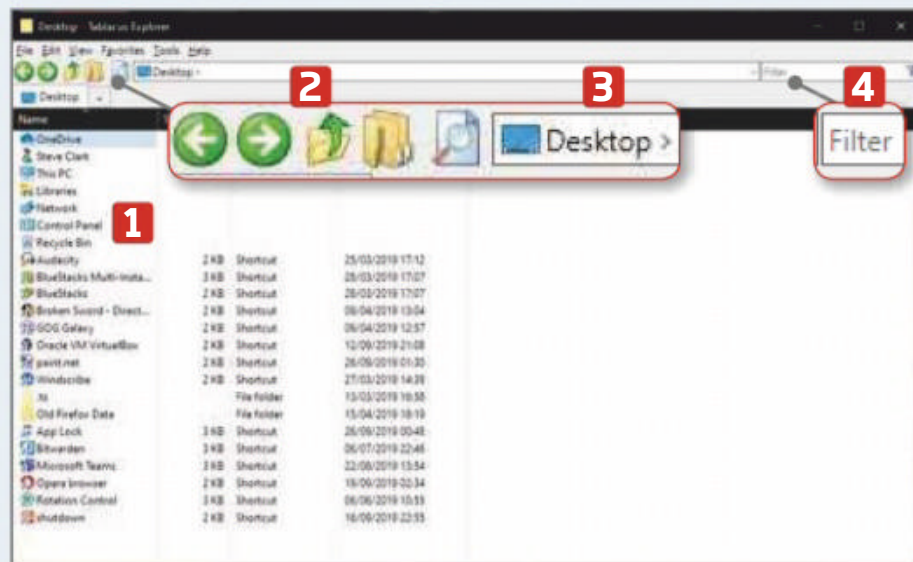 Desktop - Tablacus Explorer
File Edit View Favorites Tools Help
Desktop ›
Filter
Desktop
2
3
4
Desktop ›
Filter
Name
OneDrive
Steve Clark
This PC
Libraries
Network
Control Panel
1
Recycle Bin
Audacity 2 KB Shortcut 25/03/2019 17:12
BlueStacks Multi-Insta... 3 KB Shortcut 28/03/2019 17:07
BlueStacks 2 KB Shortcut 28/03/2019 17:07
Broken Sword - Direct... 2 KB Shortcut 09/04/2019 13:04
GOG Galaxy 2 KB Shortcut 09/04/2019 12:57
Oracle VM VirtualBox 2 KB Shortcut 12/09/2019 21:08
paint.net 2 KB Shortcut 26/09/2019 01:30
Windscribe 2 KB Shortcut 27/03/2019 14:39
File folder 13/03/2019 16:58
Old Firefox Data File folder 15/04/2019 18:19
App Lock 3 KB Shortcut 26/09/2019 00:48
Bitwarden 3 KB Shortcut 06/07/2019 22:46
Microsoft Teams 3 KB Shortcut 22/08/2019 13:54
Opera browser 2 KB Shortcut 19/09/2019 02:34
Rotation Control 3 KB Shortcut 06/06/2019 10:53
shutdown 2 KB Shortcut 16/09/2019 22:55